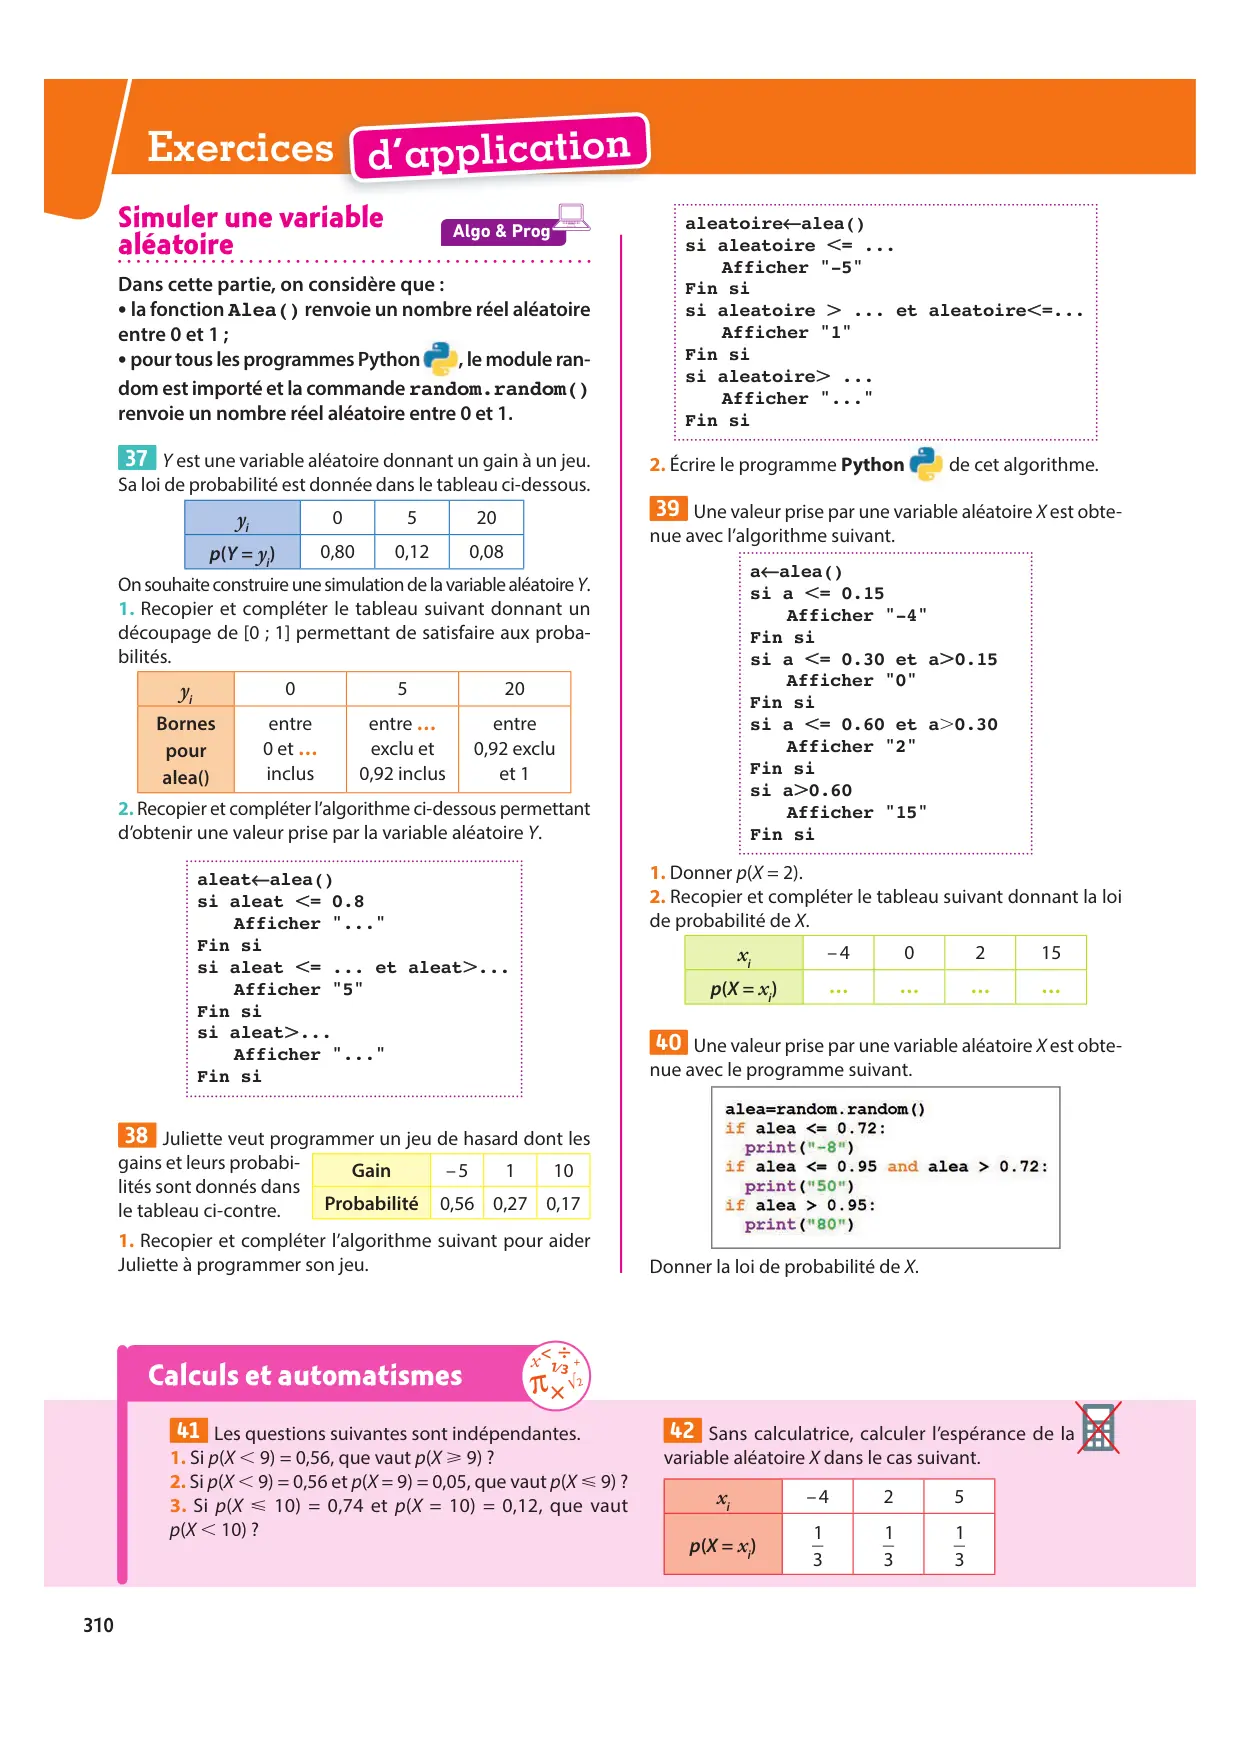 Exercices d'application
Simuler une variable
aléatoire
Algo & Prog
Dans cette partie, on considère que :
• la fonction Alea() renvoie un nombre réel aléatoire
entre 0 et 1 ;
• pour tous les programmes Python , le module ran-
dom est importé et la commande random.random()
renvoie un nombre réel aléatoire entre 0 et 1.
37 Y est une variable aléatoire donnant un gain à un jeu.
Sa loi de probabilité est donnée dans le tableau ci-dessous.
yi 0 5 20
p(Y = yi) 0,80 0,12 0,08
On souhaite construire une simulation de la variable aléatoire Y.
1. Recopier et compléter le tableau suivant donnant un
découpage de [0 ; 1] permettant de satisfaire aux proba-
bilités.
yi 0 5 20
Bornes entre entre ... entre
pour 0 et ... exclu et 0,92 exclu
alea() inclus 0,92 inclus et 1
2. Recopier et compléter l'algorithme ci-dessous permettant
d'obtenir une valeur prise par la variable aléatoire Y.
aleat←alea()
si aleat <= 0.8
Afficher "..."
Fin si
si aleat <= ... et aleat>...
Afficher "5"
Fin si
si aleat>...
Afficher "..."
Fin si
38 Juliette veut programmer un jeu de hasard dont les
gains et leurs probabi-
lités sont donnés dans
le tableau ci-contre.
Gain –5 1 10
Probabilité 0,56 0,27 0,17
1. Recopier et compléter l'algorithme suivant pour aider
Juliette à programmer son jeu.
aleatoire←alea()
si aleatoire <= ...
Afficher "-5"
Fin si
si aleatoire > ... et aleatoire<=...
Afficher "1"
Fin si
si aleatoire> ...
Afficher "..."
Fin si
2. Écrire le programme Python de cet algorithme.
39 Une valeur prise par une variable aléatoire X est obte-
nue avec l'algorithme suivant.
a←alea()
si a <= 0.15
Afficher "-4"
Fin si
si a <= 0.30 et a>0.15
Afficher "0"
Fin si
si a <= 0.60 et a>0.30
Afficher "2"
Fin si
si a>0.60
Afficher "15"
Fin si
1. Donner p(X = 2).
2. Recopier et compléter le tableau suivant donnant la loi
de probabilité de X.
xi –4 0 2 15
p(X = xi) ... ... ... ...
40 Une valeur prise par une variable aléatoire X est obte-
nue avec le programme suivant.
alea=random.random()
if alea <= 0.72:
print("-8")
if alea <= 0.95 and alea > 0.72:
print("50")
if alea > 0.95:
print("80")
Donner la loi de probabilité de X.
Calculs et automatismes
x < ÷ 1/3 + π × √2
41 Les questions suivantes sont indépendantes.
1. Si p(X < 9) = 0,56, que vaut p(X ⩾ 9) ?
2. Si p(X < 9) = 0,56 et p(X = 9) = 0,05, que vaut p(X ⩽ 9) ?
3. Si p(X ⩽ 10) = 0,74 et p(X = 10) = 0,12, que vaut
p(X < 10) ?
42 Sans calculatrice, calculer l'espérance de la
variable aléatoire X dans le cas suivant.
xi –4 2 5
p(X = xi) 1/3 1/3 1/3
310